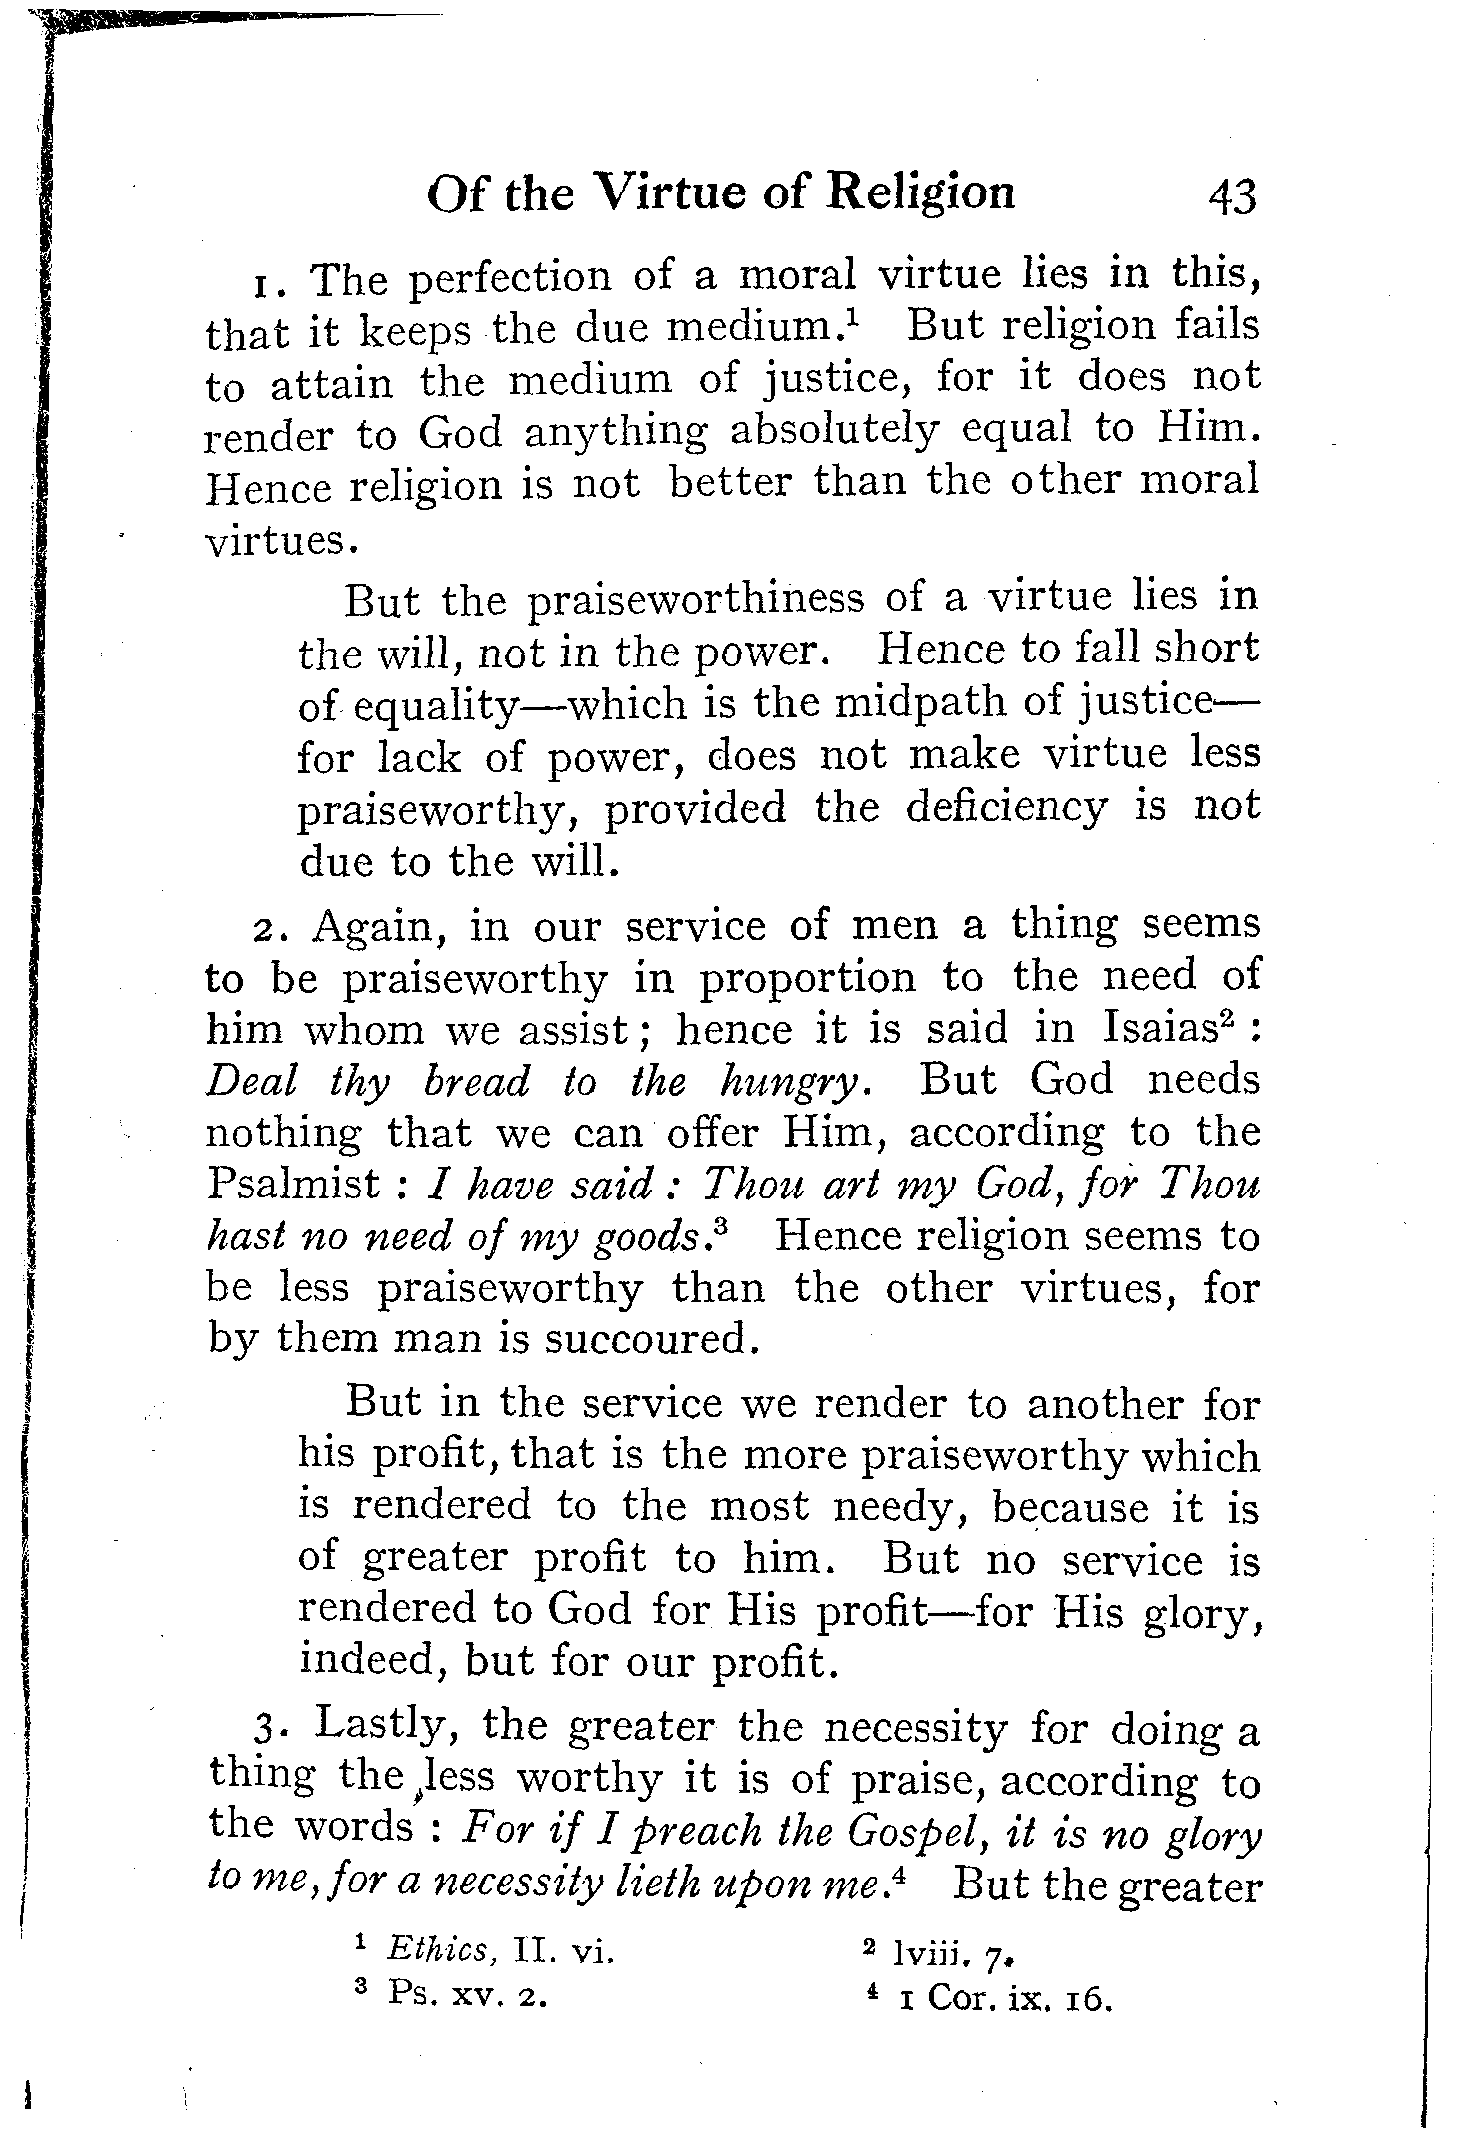 Of the Virtue of Religion 43
1. The perfection of a moral virtue lies in this,
that it keeps the due medium.¹ But religion fails
to attain the medium of justice, for it does not
render to God anything absolutely equal to Him.
Hence religion is not better than the other moral
virtues.
But the praiseworthiness of a virtue lies in
the will, not in the power. Hence to fall short
of equality—which is the midpath of justice—
for lack of power, does not make virtue less
praiseworthy, provided the deficiency is not
due to the will.
2. Again, in our service of men a thing seems
to be praiseworthy in proportion to the need of
him whom we assist; hence it is said in Isaias² :
Deal thy bread to the hungry. But God needs
nothing that we can offer Him, according to the
Psalmist : I have said : Thou art my God, for Thou
hast no need of my goods.³ Hence religion seems to
be less praiseworthy than the other virtues, for
by them man is succoured.
But in the service we render to another for
his profit, that is the more praiseworthy which
is rendered to the most needy, because it is
of greater profit to him. But no service is
rendered to God for His profit—for His glory,
indeed, but for our profit.
3. Lastly, the greater the necessity for doing a
thing the less worthy it is of praise, according to
the words : For if I preach the Gospel, it is no glory
to me, for a necessity lieth upon me.⁴ But the greater
¹ Ethics, II. vi. ² lviii. 7.
³ Ps. xv. 2. ⁴ 1 Cor. ix. 16.